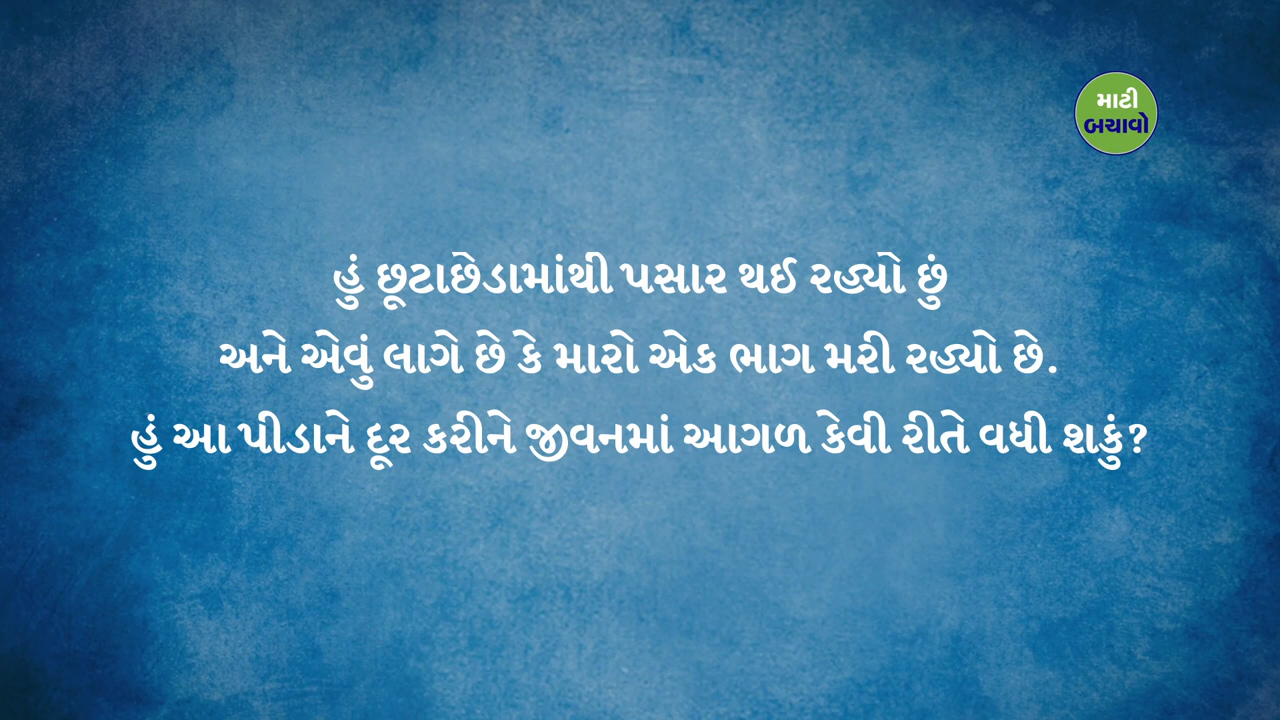 માટી
બચાવો
હું છૂટાછેડામાંથી પસાર થઈ રહ્યો છું
અને એવું લાગે છે કે મારો એક ભાગ મરી રહ્યો છે.
હું આ પીડાને દૂર કરીને જીવનમાં આગળ કેવી રીતે વધી શકું?